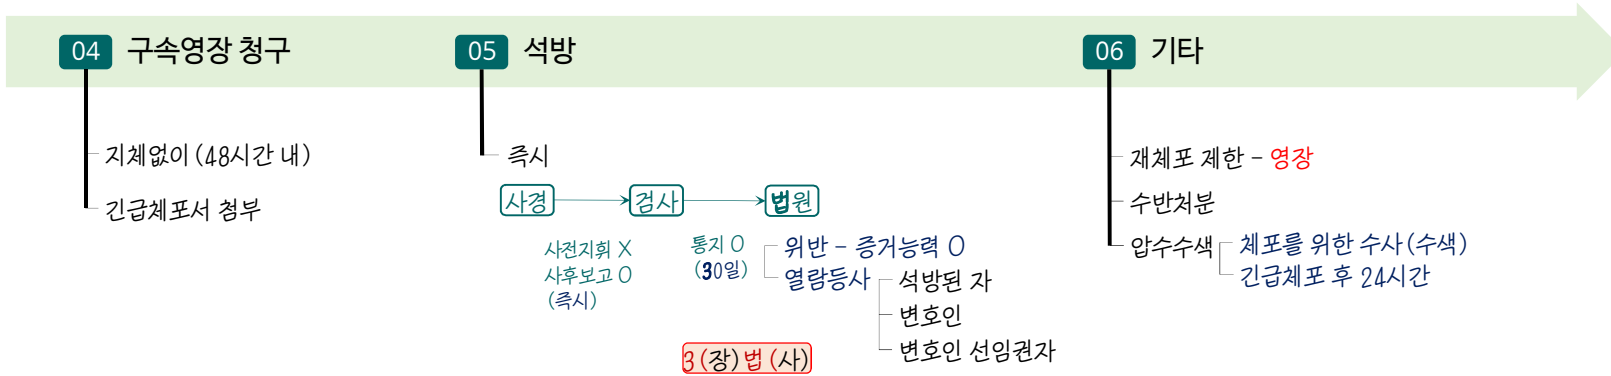 04 구속영장 청구
지체없이 (48시간 내)
긴급체포서 첨부
05 석방
즉시
사경
검사
법원
사전지휘 X
사후보고 O
(즉시)
통지 O
(30일)
위반 - 증거능력 O
열람등사
석방된 자
변호인
변호인 선임권자
3 (장) 법 (사)
06 기타
재체포 제한 - 영장
수반처분
압수수색
체포를 위한 수사 (수색)
긴급체포 후 24시간